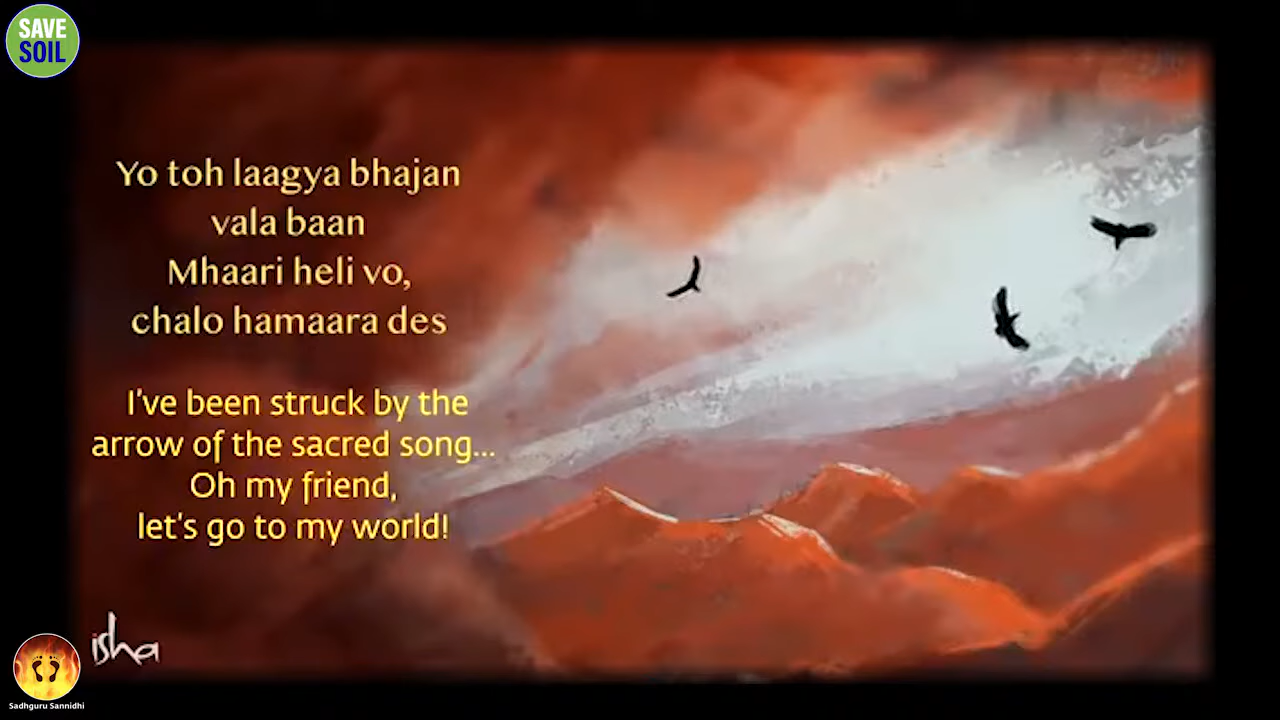 SAVE
SOIL
Yo toh laagya bhajan
vala baan
Mhaari heli vo,
chalo hamaara des
I've been struck by the
arrow of the sacred song...
Oh my friend,
let's go to my world!
isha
Sadhguru Sannidhi